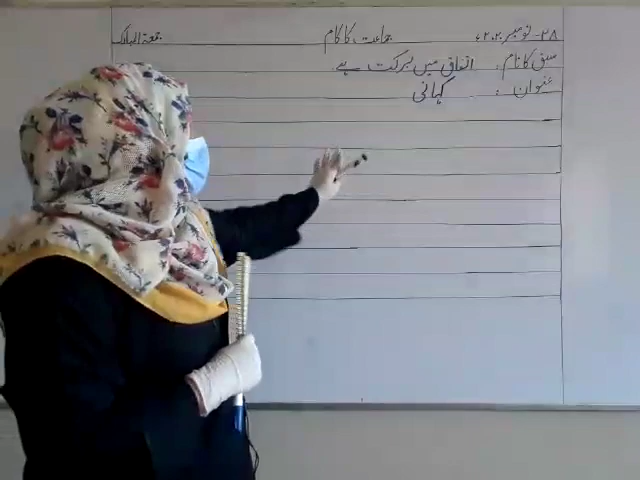 ۲۸-نومبر ۲۰۲۰ء جماعت کا کام جمعۃ المبارک
سبق کا نام : اتفاق میں برکت ہے
عنوان : کہانی